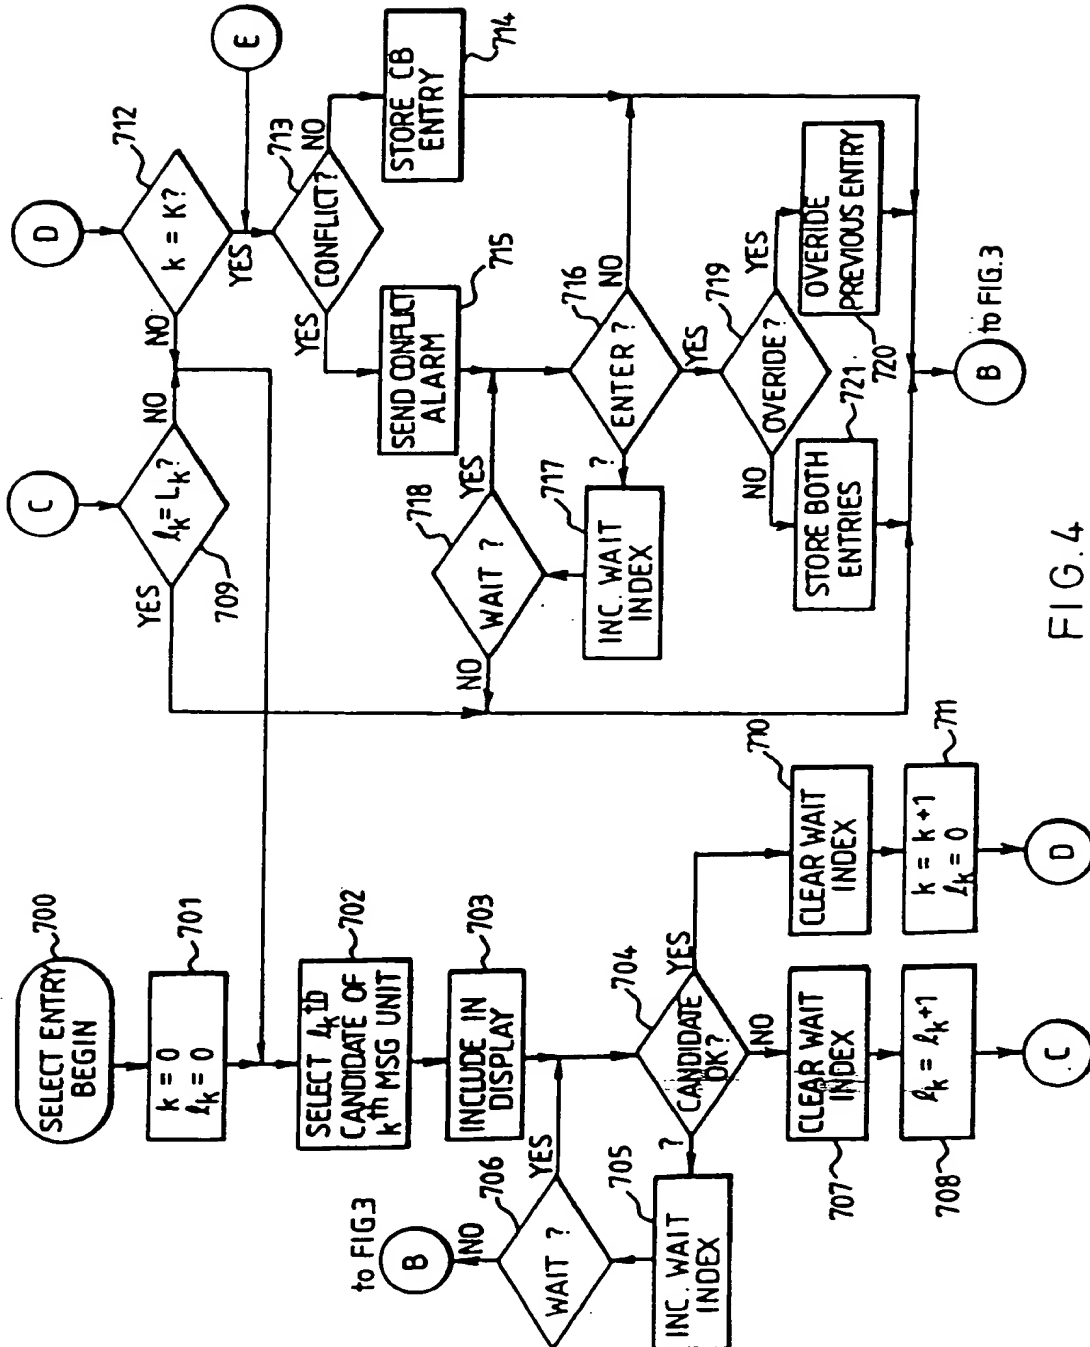 SELECT ENTRY
BEGIN
700
k = 0
ℓk = 0
701
SELECT ℓk th
CANDIDATE OF
kth MSG UNIT
702
INCLUDE IN
DISPLAY
703
CANDIDATE
OK?
704
YES
NO
?
INC. WAIT
INDEX
705
WAIT ?
706
YES
NO
to FIG.3
B
CLEAR WAIT
INDEX
707
ℓk = ℓk+1
708
C
CLEAR WAIT
INDEX
710
k = k+1
ℓk = 0
711
D
C
ℓk = Lk?
709
YES
NO
D
k = K?
712
NO
YES
E
CONFLICT?
713
YES
NO
STORE CB
ENTRY
714
SEND CONFLICT
ALARM
715
ENTER ?
716
NO
YES
?
INC. WAIT
INDEX
717
WAIT ?
718
YES
NO
OVERIDE?
719
YES
NO
OVERIDE
PREVIOUS ENTRY
720
STORE BOTH
ENTRIES
721
B
to FIG.3
FIG.4